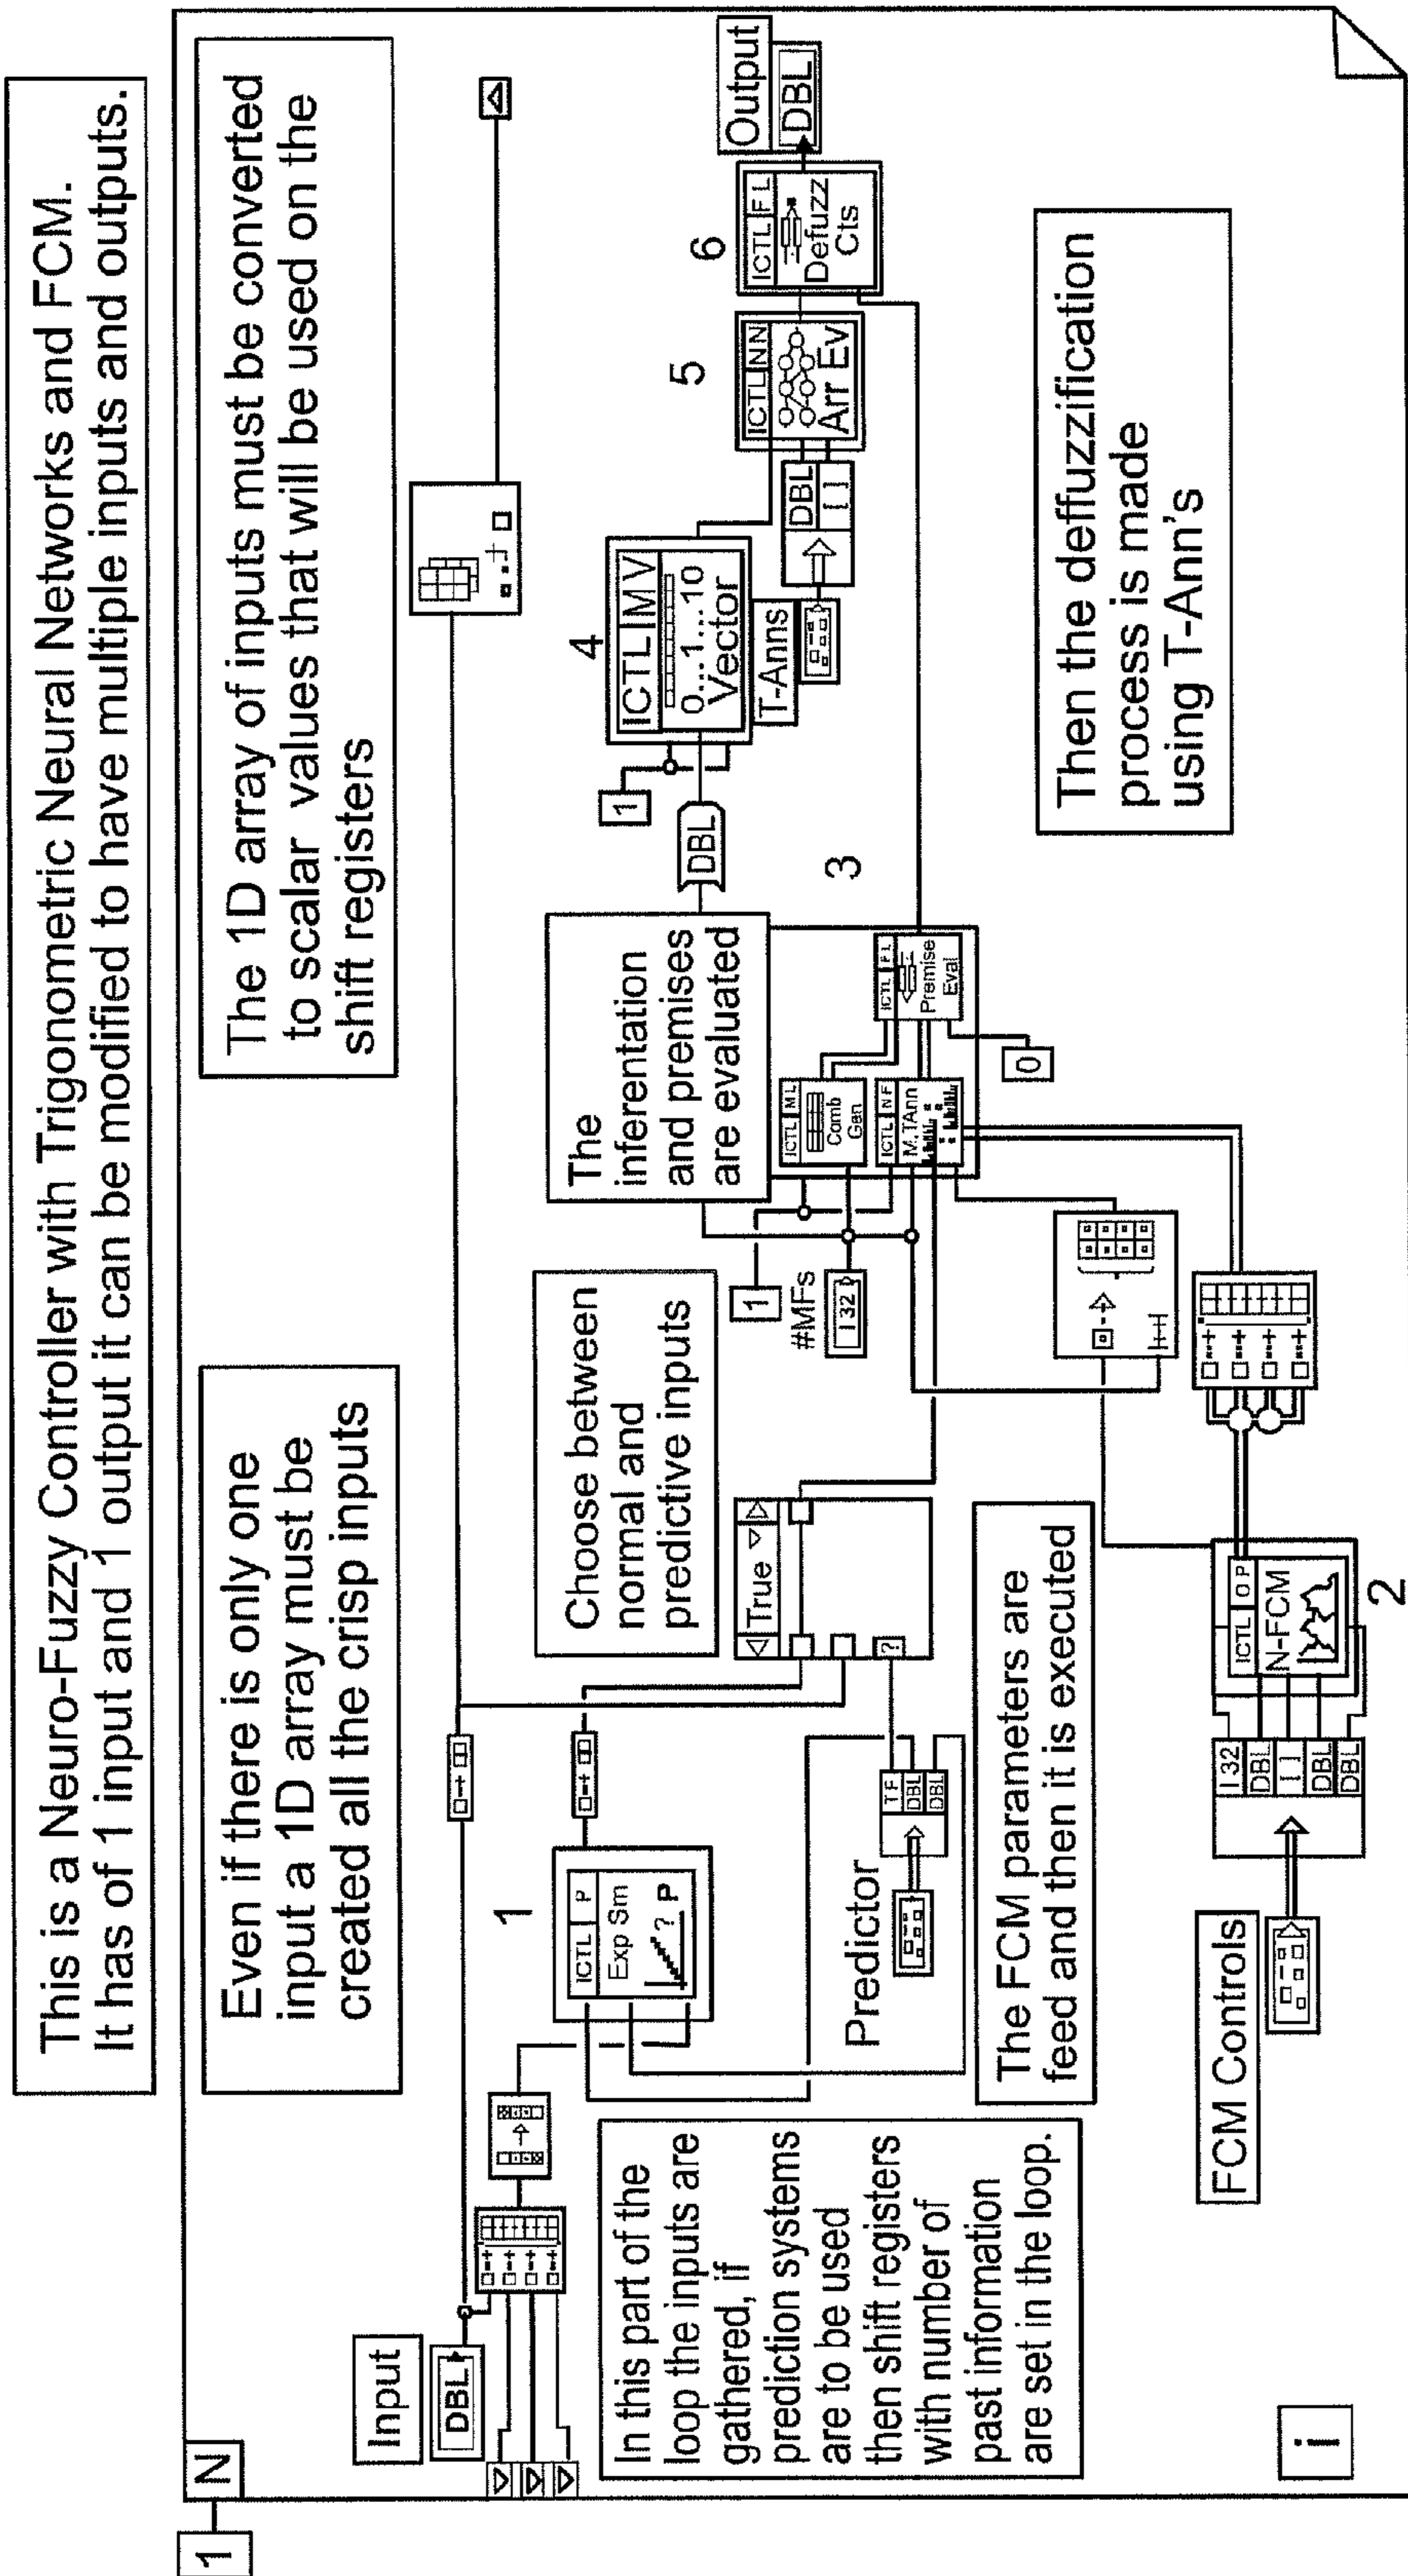 This is a Neuro-Fuzzy Controller with Trigonometric Neural Networks and FCM.
It has of 1 input and 1 output it can be modified to have multiple inputs and outputs.
1
N
Even if there is only one
input a 1D array must be
created all the crisp inputs
The 1D array of inputs must be converted
to scalar values that will be used on the
shift registers
Input
DBL
In this part of the
loop the inputs are
gathered, if
prediction systems
are to be used
then shift registers
with number of
past information
are set in the loop.
i
1
ICTL P
Exp Sm
? P
Predictor
TF
DBL
DBL
Choose between
normal and
predictive inputs
True
?
The FCM parameters are
feed and then it is executed
FCM Controls
I 32
DBL
[ ]
DBL
DBL
ICTL O P
N-FCM
2
1
#MFs
I 32
The
inferentation
and premises
are evaluated
ICTL M L
Comb
Gen
ICTL N F
M.TAnn
ICTL F L
Premise
Eval
0
3
DBL
1
4
ICTL M V
0...1...10
Vector
T-Anns
DBL
[ ]
5
ICTL N N
Arr Ev
6
ICTL F L
Defuzz
Cts
Output
DBL
Then the deffuzification
process is made
using T-Ann's